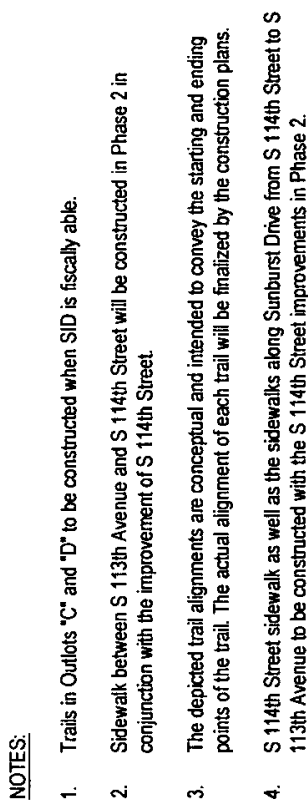 NOTES:
1. Trails in Outlots "C" and "D" to be constructed when SID is fiscally able.
2. Sidewalk between S 113th Avenue and S 114th Street will be constructed in Phase 2 in
conjunction with the improvement of S 114th Street.
3. The depicted trail alignments are conceptual and intended to convey the starting and ending
points of the trail. The actual alignment of each trail will be finalized by the construction plans.
4. S 114th Street sidewalk as well as the sidewalks along Sunburst Drive from S 114th Street to S
113th Avenue to be constructed with the S 114th Street improvements in Phase 2.